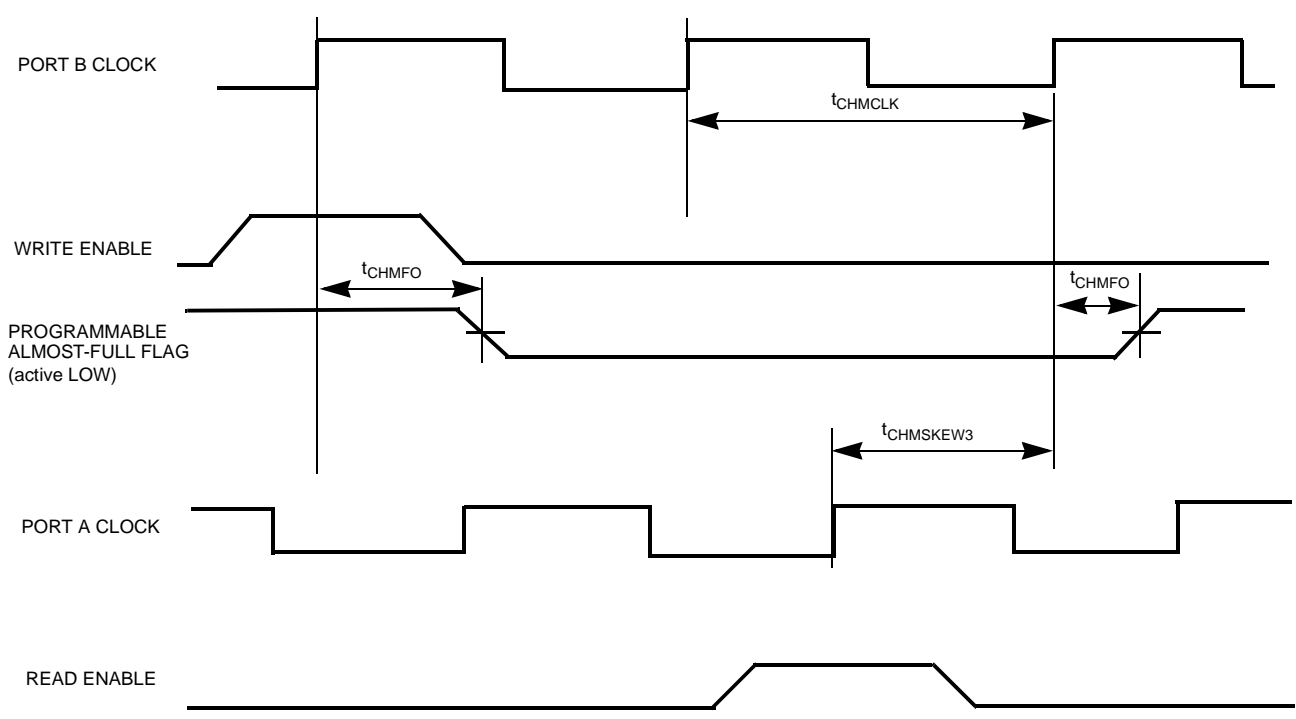 PORT B CLOCK
tCHMCLK
WRITE ENABLE
tCHMFO
tCHMFO
PROGRAMMABLE
ALMOST-FULL FLAG
(active LOW)
tCHMSKEW3
PORT A CLOCK
READ ENABLE